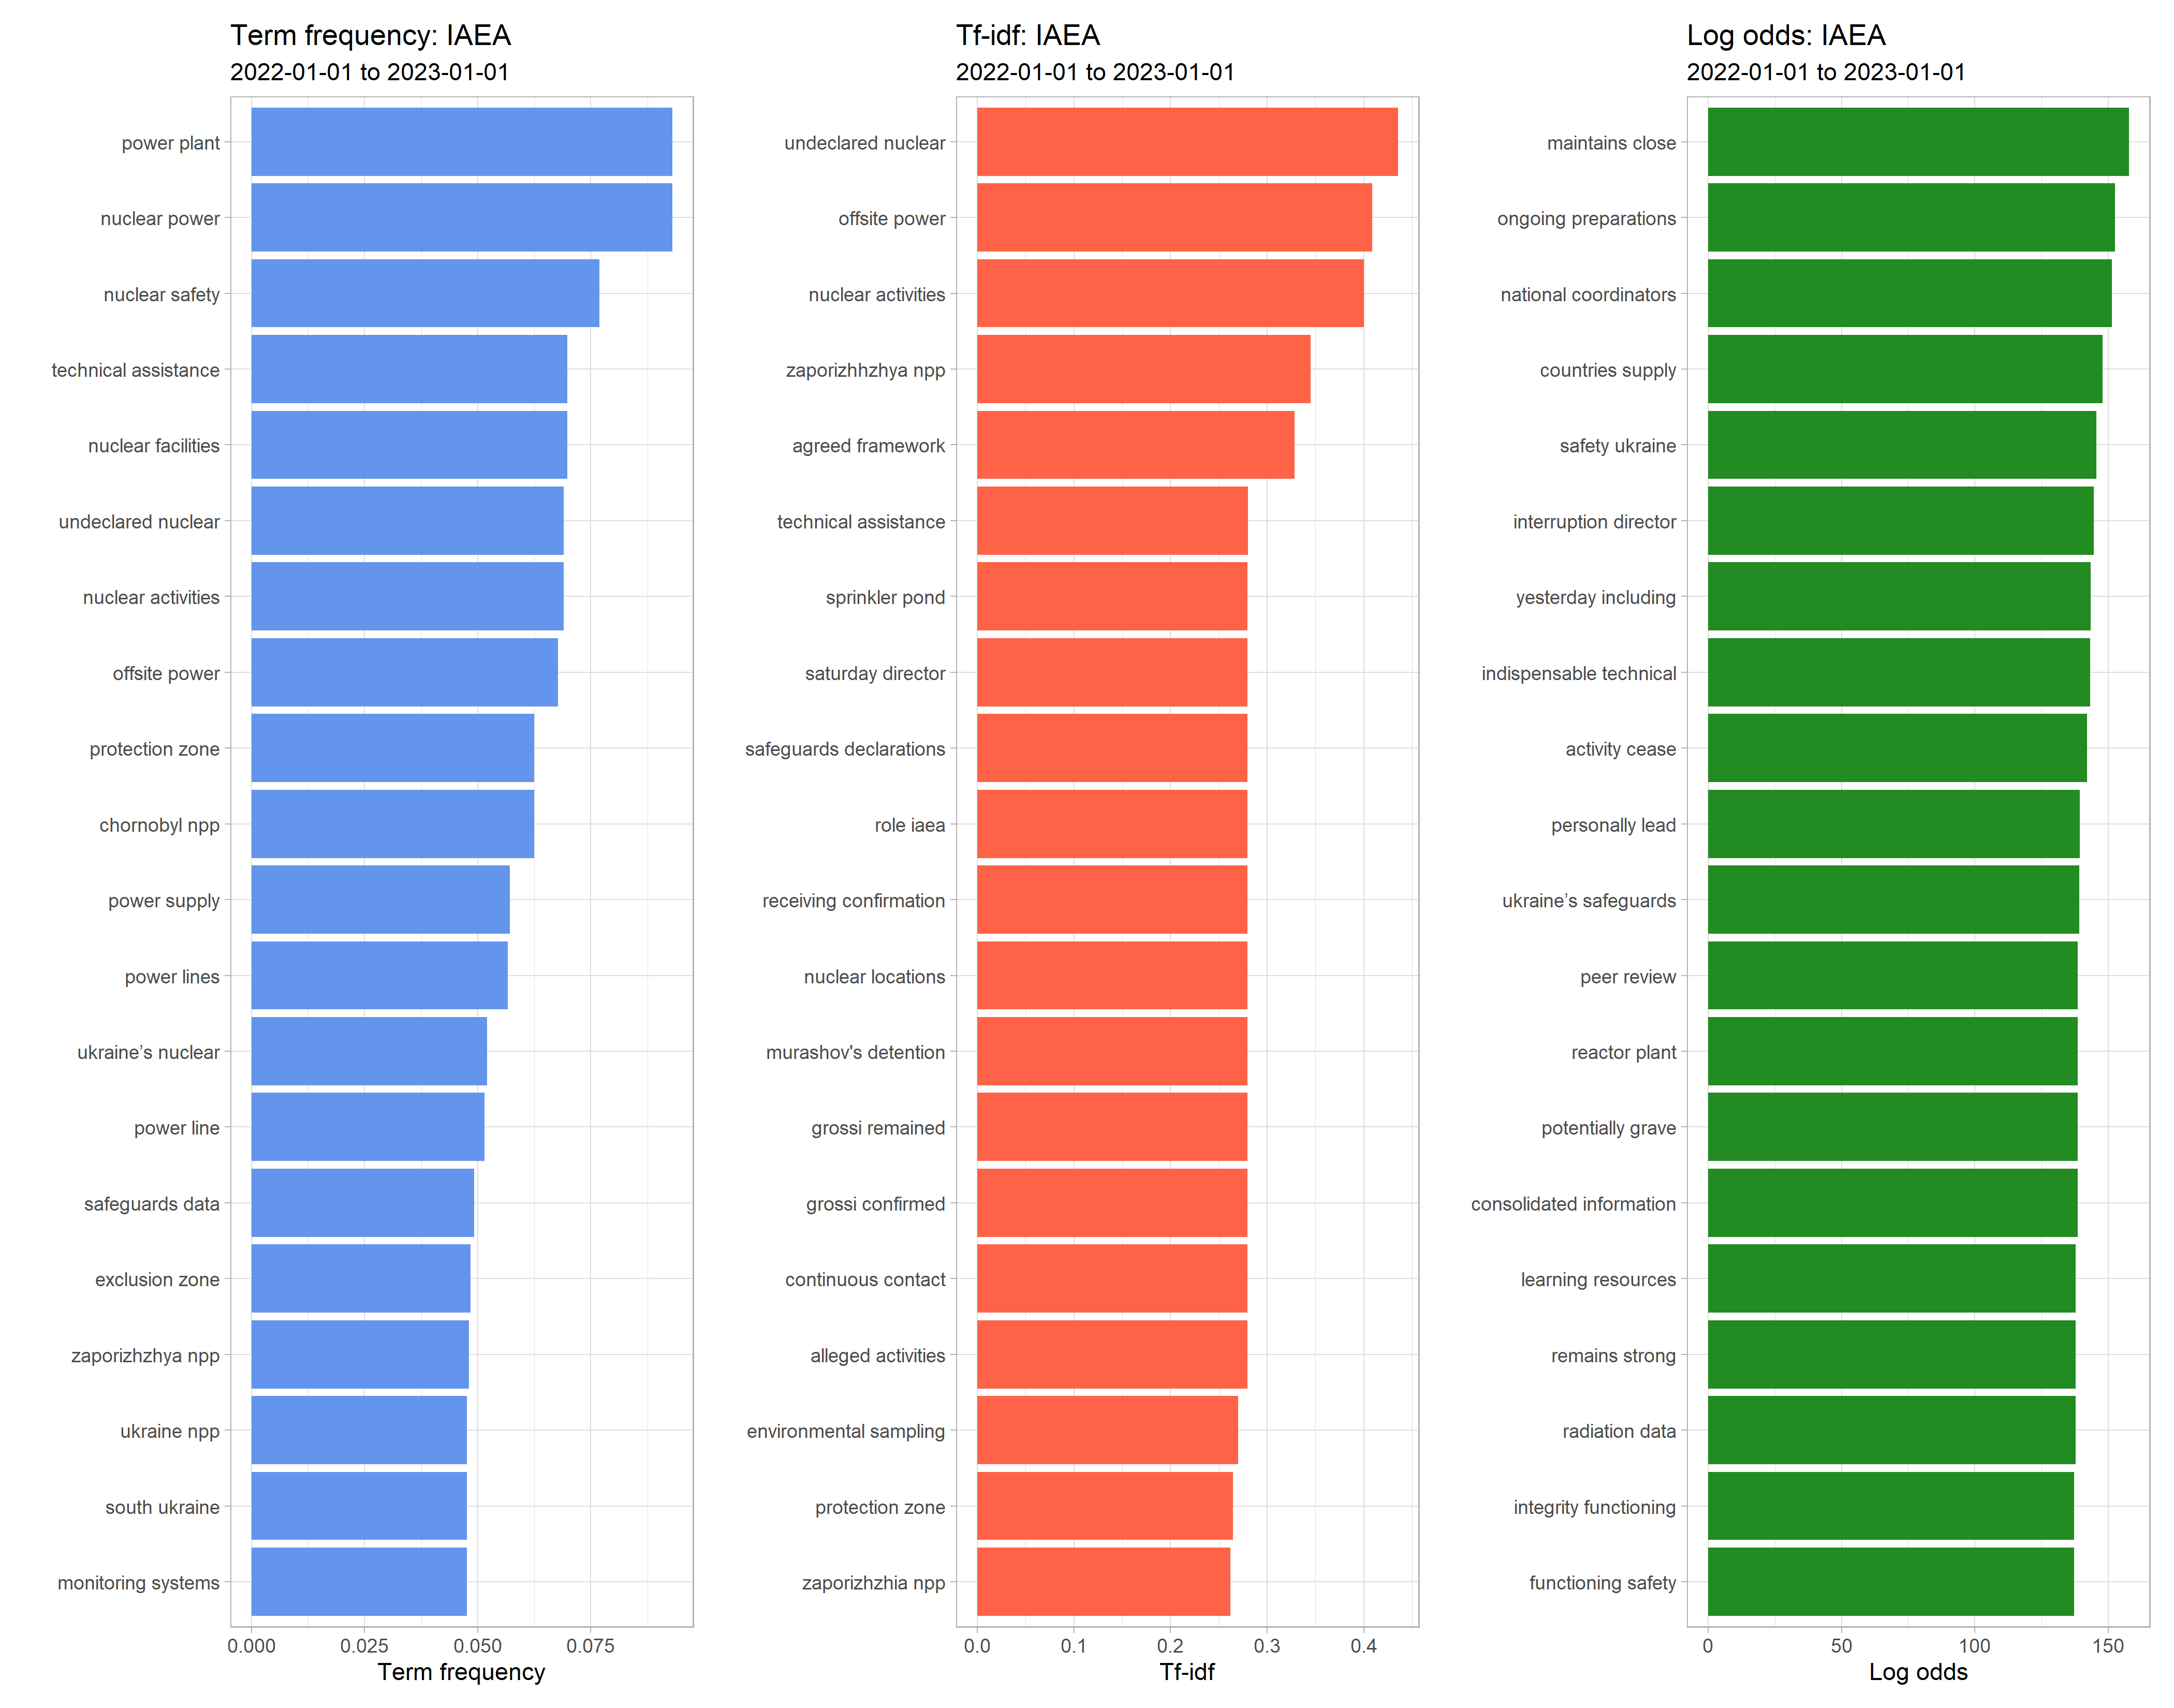 Term frequency: IAEA
2022-01-01 to 2023-01-01
power plant
nuclear power
nuclear safety
technical assistance
nuclear facilities
undeclared nuclear
nuclear activities
offsite power
protection zone
chornobyl npp
power supply
power lines
ukraine’s nuclear
power line
safeguards data
exclusion zone
zaporizhzhya npp
ukraine npp
south ukraine
monitoring systems
0.000 0.025 0.050 0.075
Term frequency
Tf-idf: IAEA
2022-01-01 to 2023-01-01
undeclared nuclear
offsite power
nuclear activities
zaporizhhzhya npp
agreed framework
technical assistance
sprinkler pond
saturday director
safeguards declarations
role iaea
receiving confirmation
nuclear locations
murashov's detention
grossi remained
grossi confirmed
continuous contact
alleged activities
environmental sampling
protection zone
zaporizhzhia npp
0.0 0.1 0.2 0.3 0.4
Tf-idf
Log odds: IAEA
2022-01-01 to 2023-01-01
maintains close
ongoing preparations
national coordinators
countries supply
safety ukraine
interruption director
yesterday including
indispensable technical
activity cease
personally lead
ukraine’s safeguards
peer review
reactor plant
potentially grave
consolidated information
learning resources
remains strong
radiation data
integrity functioning
functioning safety
0 50 100 150
Log odds